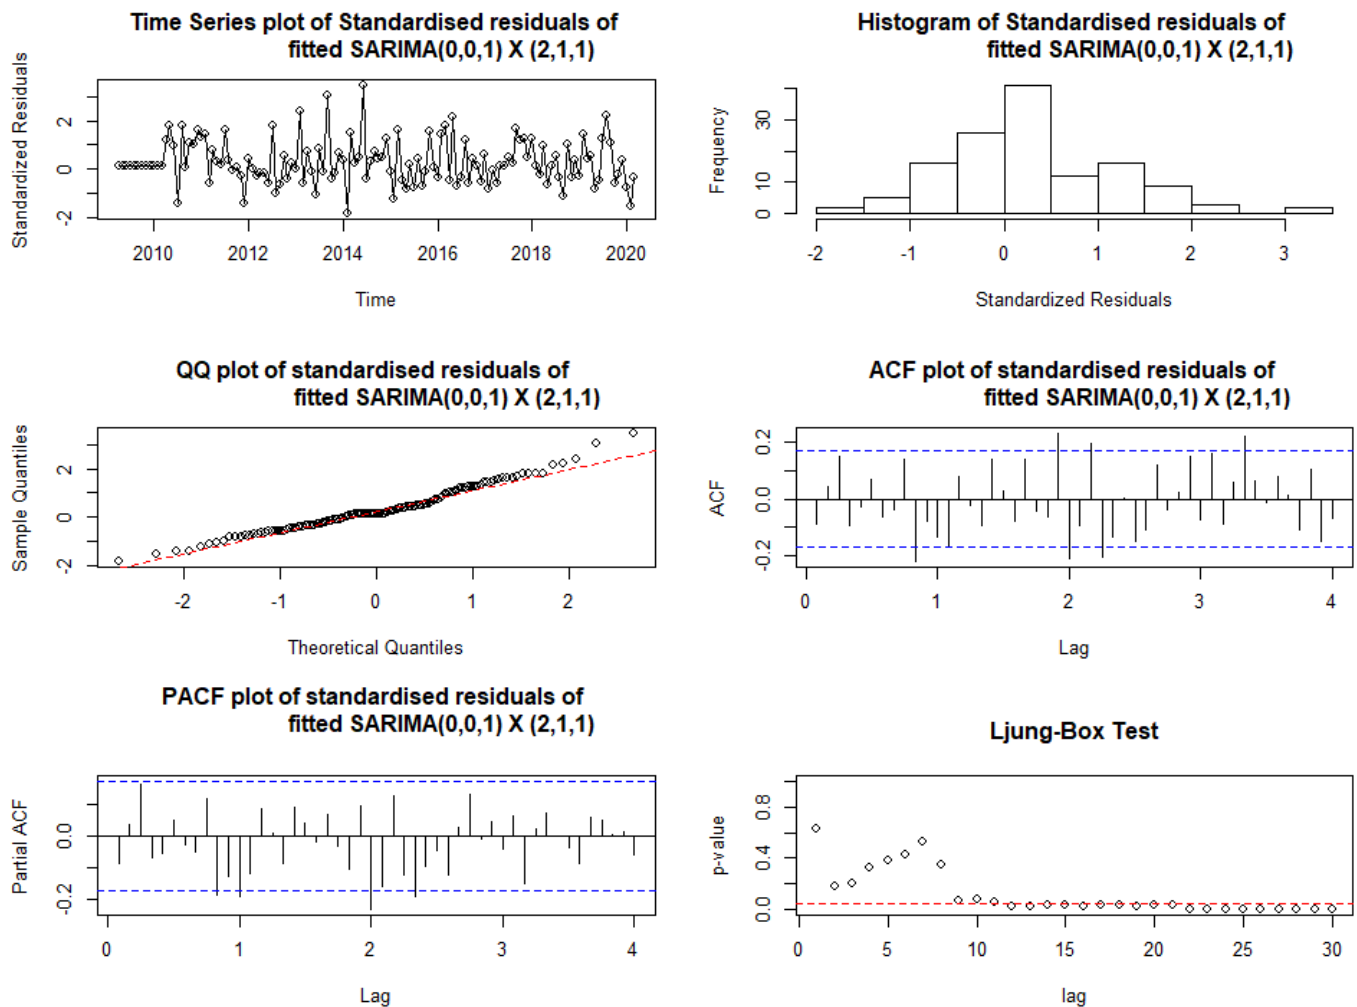 Time Series plot of Standardised residuals of
fitted SARIMA(0,0,1) X (2,1,1)
Standardized Residuals
2
0
-2
2010
2012
2014
2016
2018
2020
Time
Histogram of Standardised residuals of
fitted SARIMA(0,0,1) X (2,1,1)
Frequency
30
10
0
-2
-1
0
1
2
3
Standardized Residuals
QQ plot of standardised residuals of
fitted SARIMA(0,0,1) X (2,1,1)
Sample Quantiles
2
0
-2
-2
-1
0
1
2
Theoretical Quantiles
ACF plot of standardised residuals of
fitted SARIMA(0,0,1) X (2,1,1)
ACF
0.2
0.0
-0.2
0
1
2
3
4
Lag
PACF plot of standardised residuals of
fitted SARIMA(0,0,1) X (2,1,1)
Partial ACF
0.0
-0.2
0
1
2
3
4
Lag
Ljung-Box Test
p-value
0.8
0.4
0.0
0
5
10
15
20
25
30
lag